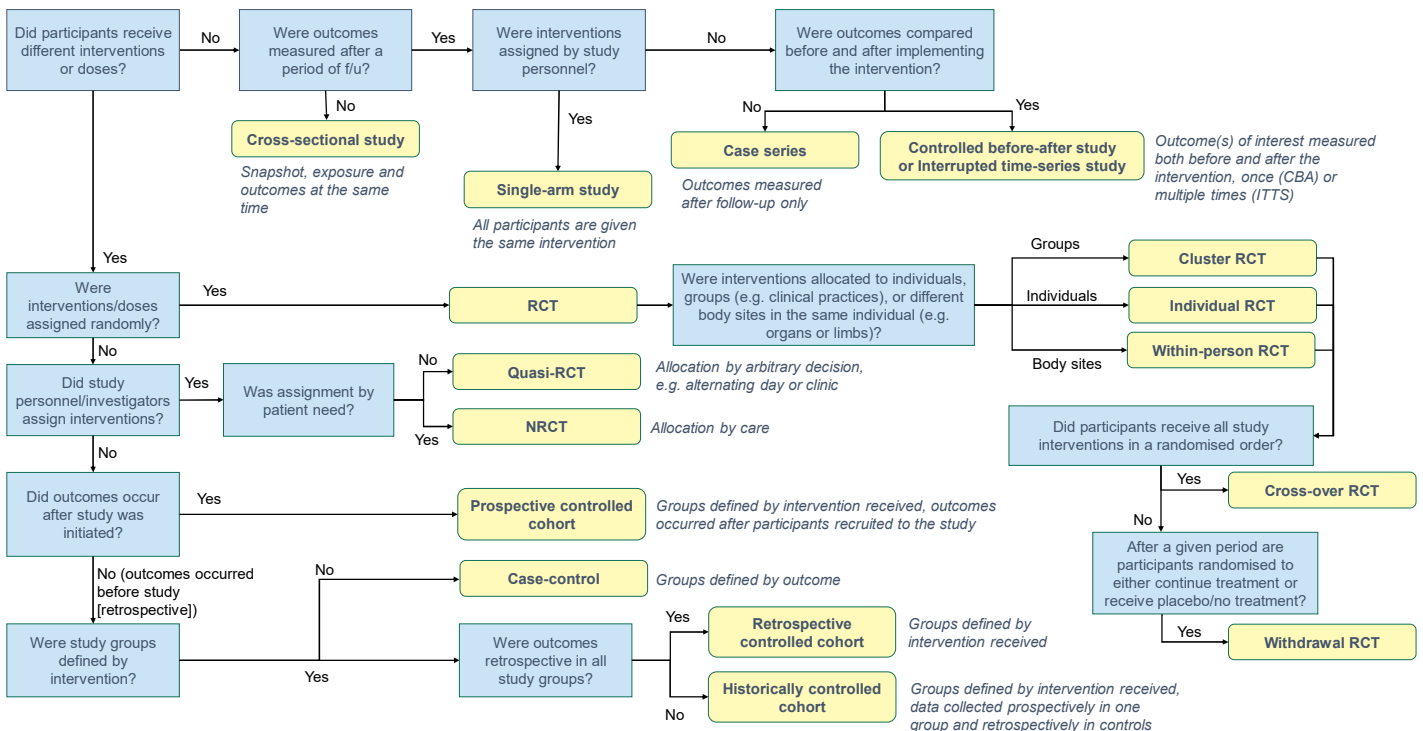 Did participants receive
different interventions
or doses?
No
Were outcomes
measured after a
period of f/u?
Yes
Were interventions
assigned by study
personnel?
No
Were outcomes compared
before and after implementing
the intervention?
No
Cross-sectional study
Snapshot, exposure and
outcomes at the same
time
Yes
Single-arm study
All participants are given
the same intervention
No
Case series
Outcomes measured
after follow-up only
Yes
Controlled before-after study
or Interrupted time-series study
Outcome(s) of interest measured
both before and after the
intervention, once (CBA) or
multiple times (ITTS)
Yes
Were
interventions/doses
assigned randomly?
Yes
RCT
Were interventions allocated to individuals,
groups (e.g. clinical practices), or different
body sites in the same individual (e.g.
organs or limbs)?
Groups
Cluster RCT
Individuals
Individual RCT
Body sites
Within-person RCT
No
Did study
personnel/investigators
assign interventions?
Yes
Was assignment by
patient need?
No
Quasi-RCT
Allocation by arbitrary decision,
e.g. alternating day or clinic
Yes
NRCT
Allocation by care
Did participants receive all study
interventions in a randomised order?
Yes
Cross-over RCT
No
After a given period are
participants randomised to
either continue treatment or
receive placebo/no treatment?
Yes
Withdrawal RCT
No
Did outcomes occur
after study was
initiated?
Yes
Prospective controlled
cohort
Groups defined by intervention received, outcomes
occurred after participants recruited to the study
No (outcomes occurred
before study
[retrospective])
Were study groups
defined by
intervention?
No
Case-control
Groups defined by outcome
Yes
Were outcomes
retrospective in all
study groups?
Yes
Retrospective
controlled cohort
Groups defined by
intervention received
No
Historically controlled
cohort
Groups defined by intervention received,
data collected prospectively in one
group and retrospectively in controls